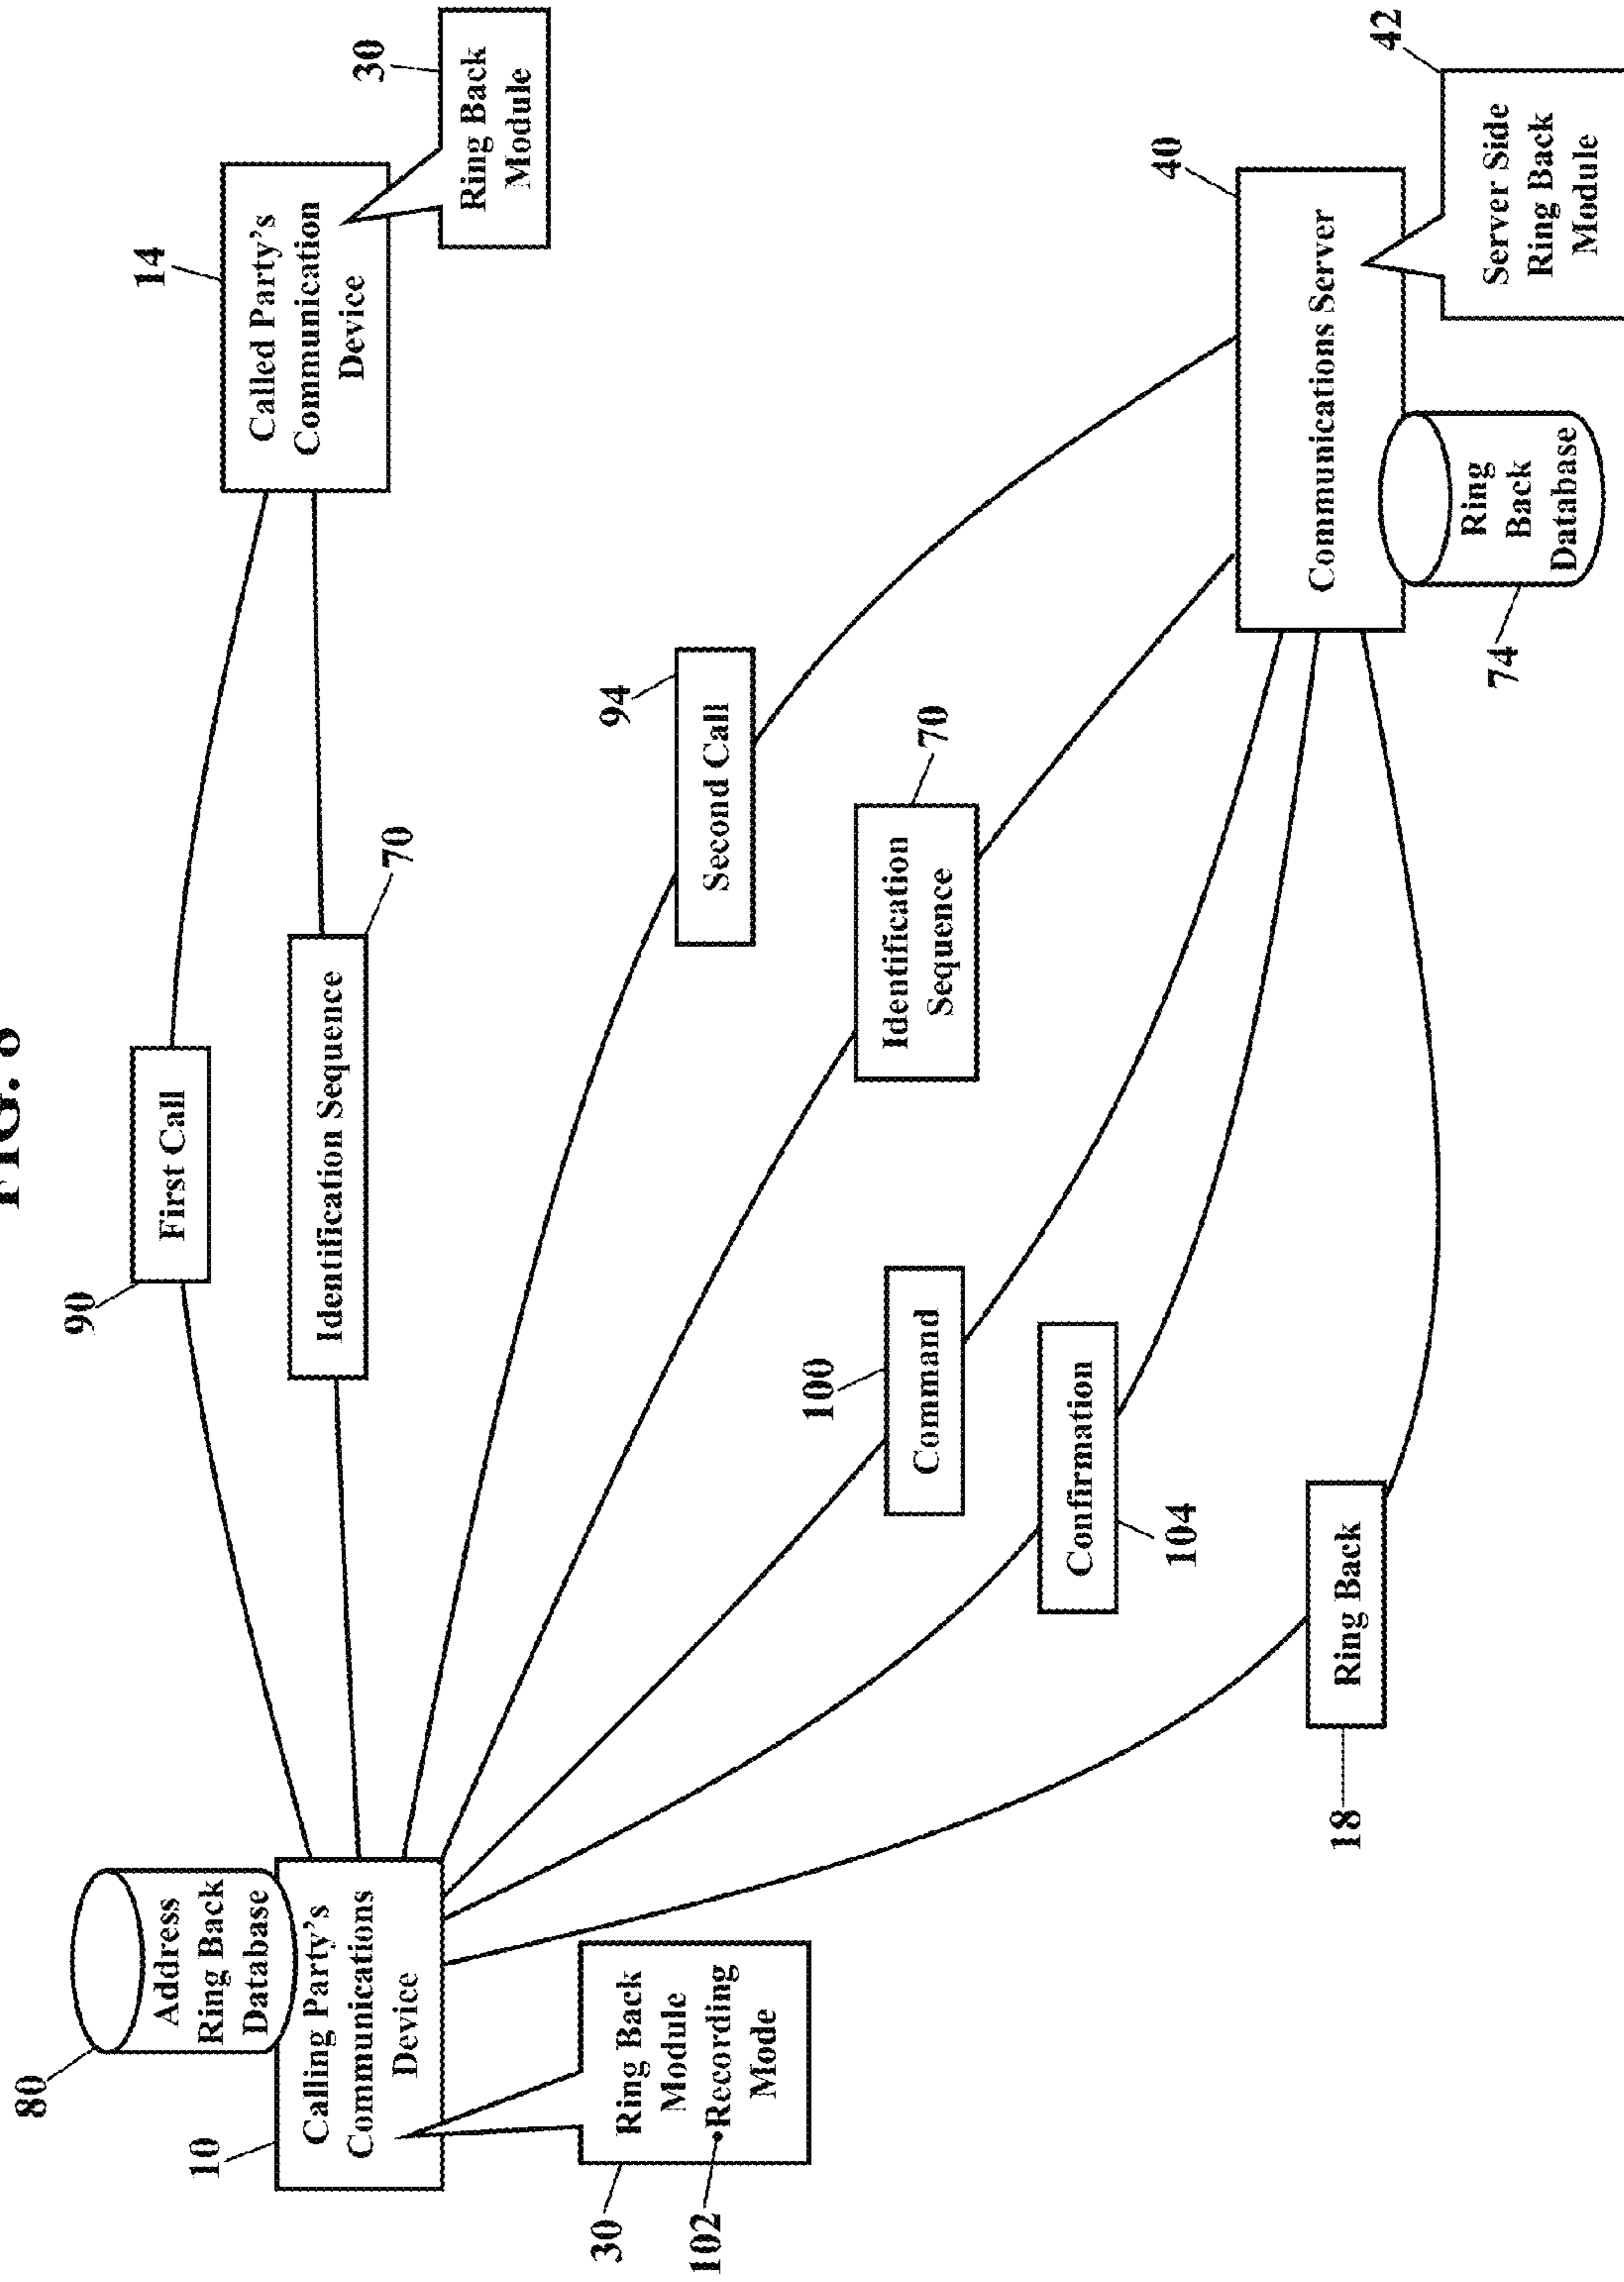 FIG.
80
Address
Ring Back
Database
10
Calling Party's
Communications
Device
30
Ring Back
Module
102
•Recording
Mode
90
First Call
Identification Sequence
70
14
Called Party's
Communication
Device
30
Ring Back
Module
94
Second Call
Identification
Sequence
70
100
Command
Confirmation
104
Ring Back
18
40
Communications Server
74
Ring
Back
Database
42
Server Side
Ring Back
Module